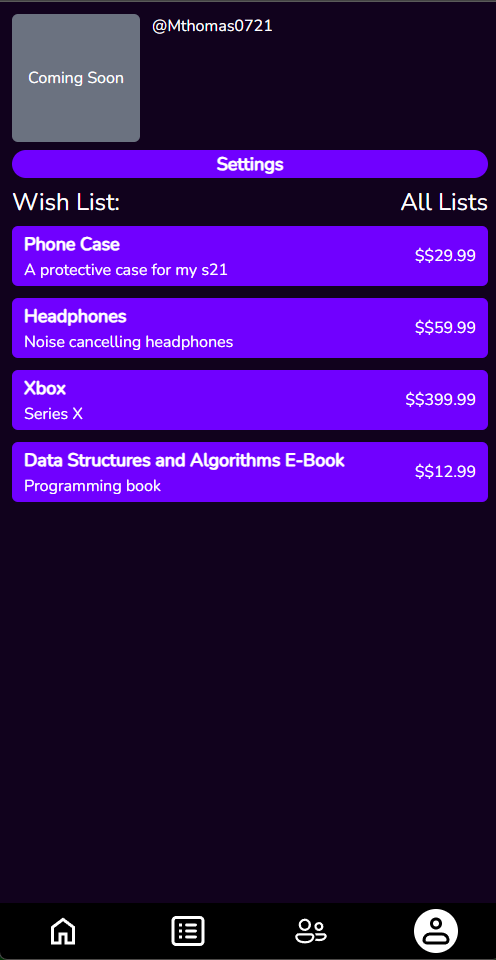 @Mthomas0721
Coming Soon
Settings
Wish List:
All Lists
Phone Case
A protective case for my s21
$$29.99
Headphones
Noise cancelling headphones
$$59.99
Xbox
Series X
$$399.99
Data Structures and Algorithms E-Book
Programming book
$$12.99